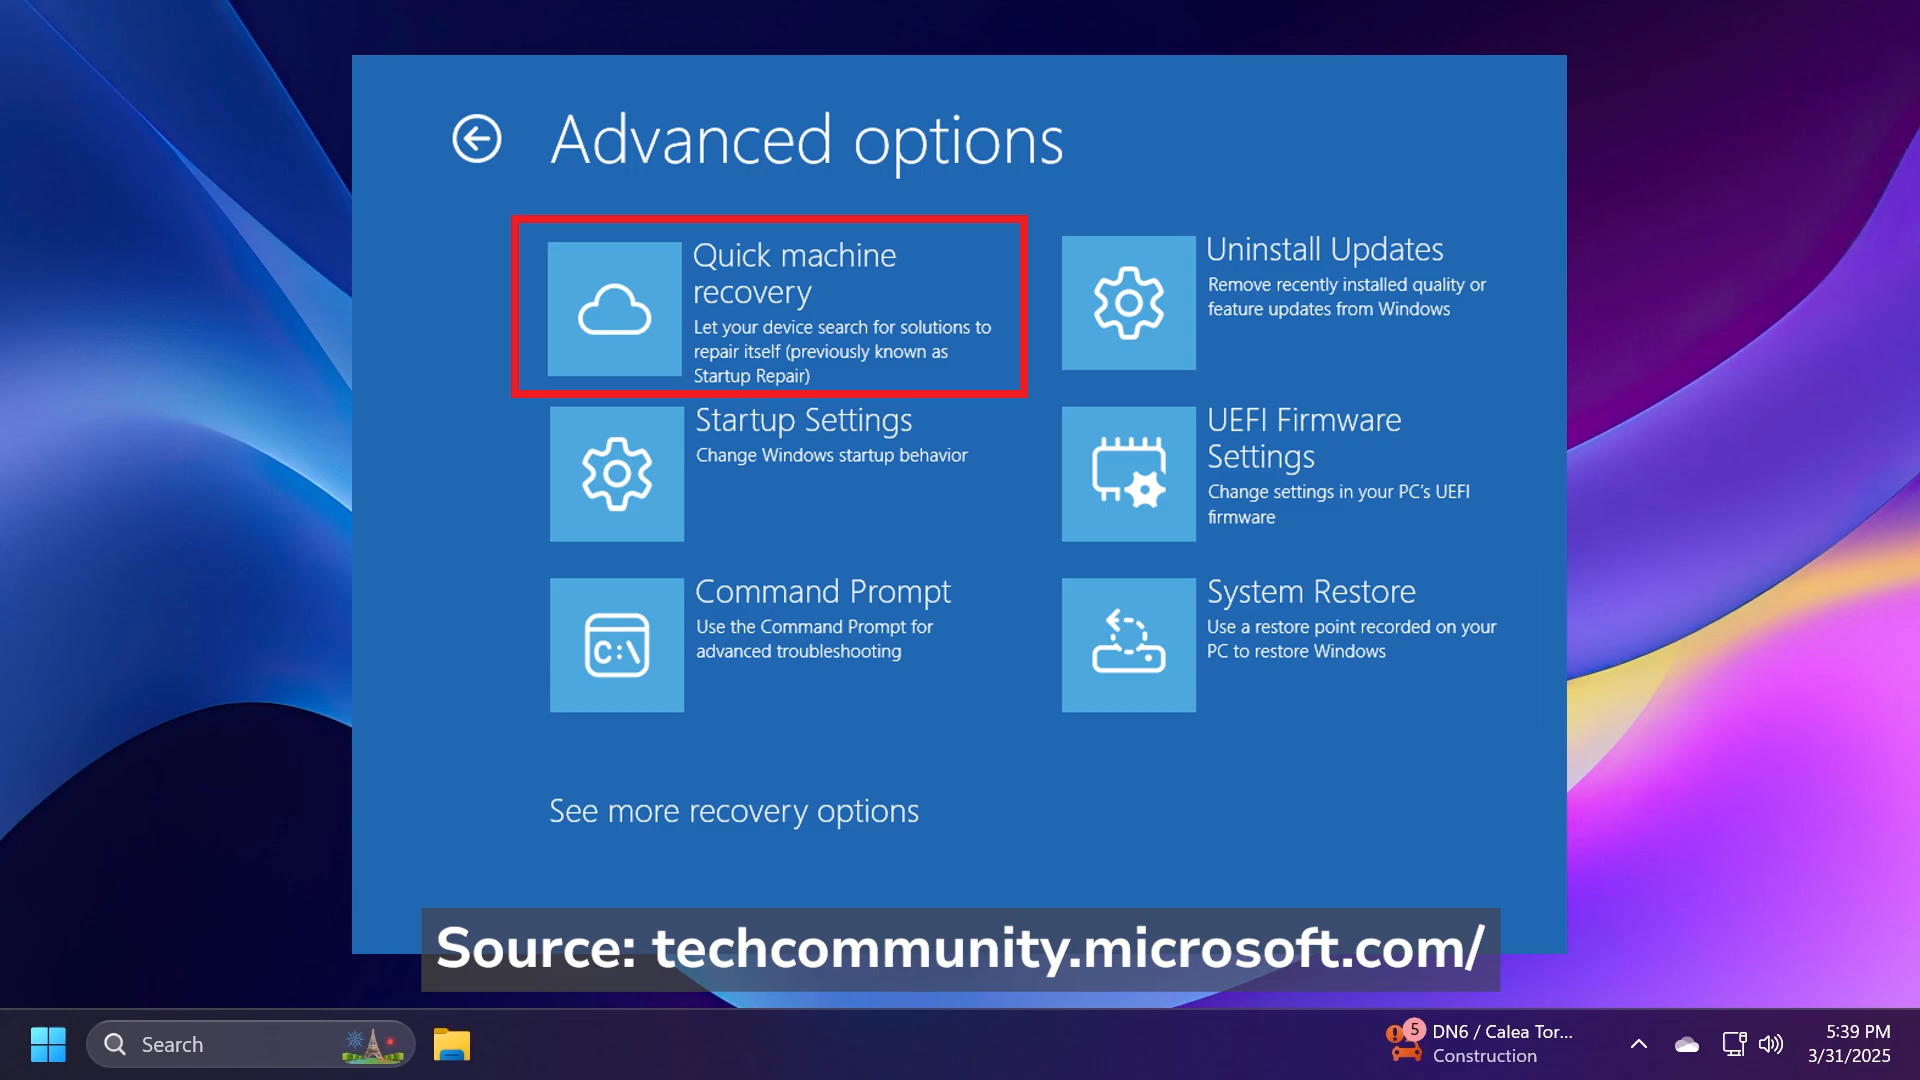 Advanced options
Quick machine
recovery
Let your device search for solutions to
repair itself (previously known as
Startup Repair)
Uninstall Updates
Remove recently installed quality or
feature updates from Windows
Startup Settings
Change Windows startup behavior
UEFI Firmware
Settings
Change settings in your PC’s UEFI
firmware
C:\
Command Prompt
Use the Command Prompt for
advanced troubleshooting
System Restore
Use a restore point recorded on your
PC to restore Windows
See more recovery options
Source: techcommunity.microsoft.com/
Search
5
DN6 / Calea Tor...
Construction
5:39 PM
3/31/2025